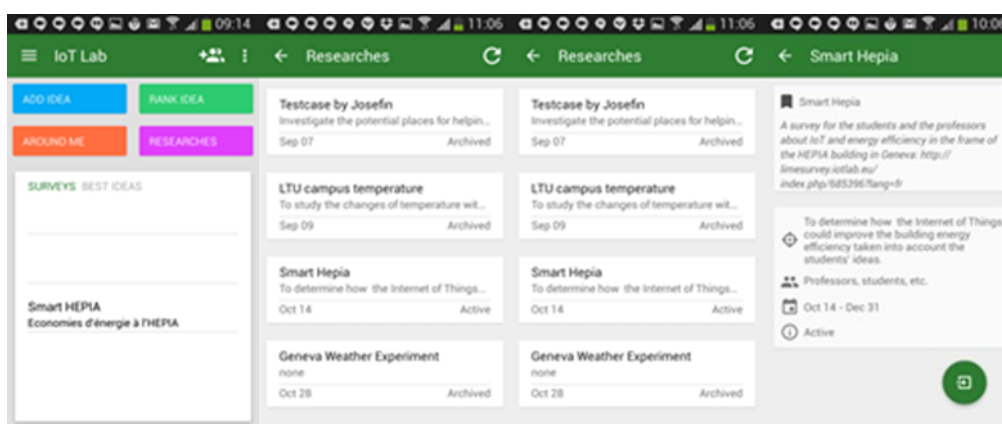 09:14
IoT Lab
ADD IDEA
RANK IDEA
AROUND ME
RESEARCHES
SURVEYS BEST IDEAS
Smart HEPIA
Economies d'énergie à l'HEPIA
11:06
Researches
Testcase by Josefin
Investigate the potential places for helpin...
Sep 07 Archived
LTU campus temperature
To study the changes of temperature wit...
Sep 09 Archived
Smart Hepia
To determine how the Internet of Things...
Oct 14 Active
Geneva Weather Experiment
none
Oct 28 Archived
11:06
Researches
Testcase by Josefin
Investigate the potential places for helpin...
Sep 07 Archived
LTU campus temperature
To study the changes of temperature wit...
Sep 09 Archived
Smart Hepia
To determine how the Internet of Things...
Oct 14 Active
Geneva Weather Experiment
none
Oct 28 Archived
Smart Hepia
Smart Hepia
A survey for the students and the professors
about IoT and energy efficiency in the frame of
the HEPIA building in Geneva: http://
limesurvey.iotlab.eu/
index.php/685396?lang=fr
To determine how the Internet of Things
could improve the building energy
efficiency taken into account the
students' ideas.
Professors, students, etc.
Oct 14 - Dec 31
Active